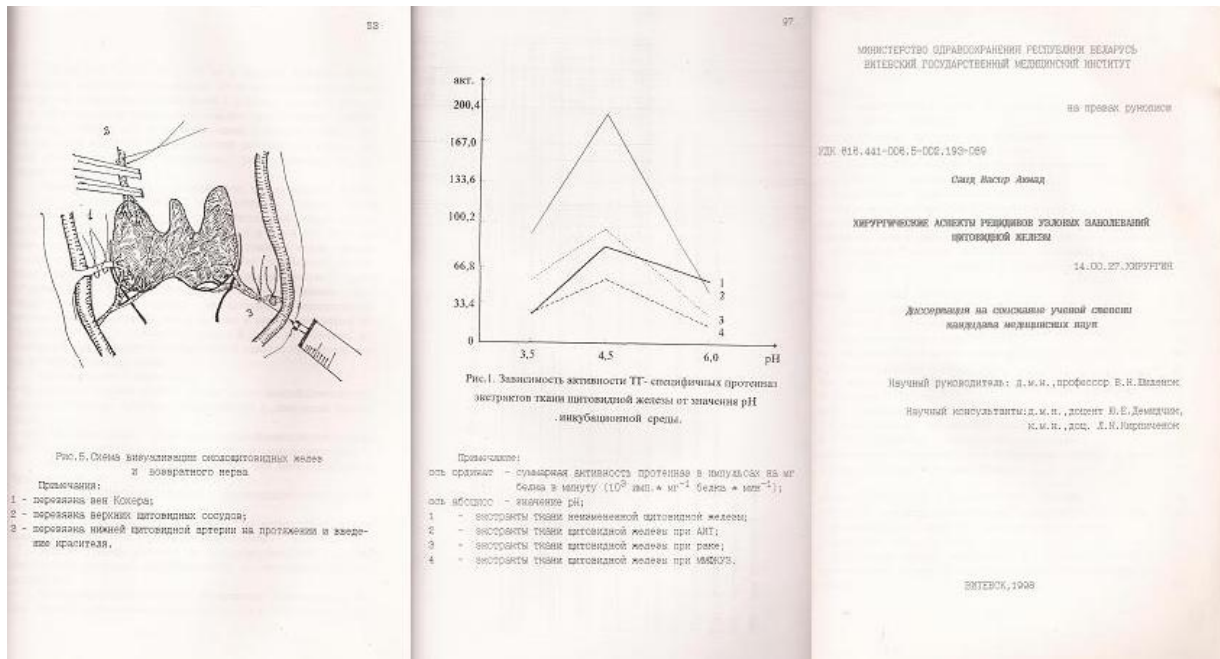 53
2
1
3
Рис.5.Схема визуализации околощитовидных желез
и возвратного нерва
Примечания:
1 - перевязка вен Кохера;
2 - перевязка верхних щитовидных сосудов;
3 - перевязка нижней щитовидной артерии на протяжении и введе-
ние красителя.
97
акт.
200,4
167,0
133,6
100,2
66,8
33,4
0
3,5 4,5 6,0 pH
1
2
3
4
Рис.1. Зависимость активности ТГ- специфичных протеиназ
экстрактов ткани щитовидной железы от значения pH
инкубационной среды.
Примечание:
ось ординат - суммарная активность протеиназ в импульсах на мг
белка в минуту (10³ имп.* мг⁻¹ белка * мин⁻¹);
ось абсцисс - значение pH;
1 - экстракты ткани неизмененной щитовидной железы;
2 - экстракты ткани щитовидной железы при АИТ;
3 - экстракты ткани щитовидной железы при раке;
4 - экстракты ткани щитовидной железы при
МИНИСТЕРСТВО ЗДРАВООХРАНЕНИЯ РЕСПУБЛИКИ БЕЛАРУСЬ
ВИТЕБСКИЙ ГОСУДАРСТВЕННЫЙ МЕДИЦИНСКИЙ ИНСТИТУТ
на правах рукописи
УДК 616.441-006.5-002.193-089
Саид Насир Ахмад
ХИРУРГИЧЕСКИЕ АСПЕКТЫ РЕЦИДИВОВ УЗЛОВЫХ ЗАБОЛЕВАНИЙ
ЩИТОВИДНОЙ ЖЕЛЕЗЫ
14.00.27.ХИРУРГИЯ
Диссертация на соискание ученой степени
кандидата медицинских наук
Научный руководитель: д.м.н.,профессор В.Н.Шиленок
Научный консультанты:д.м.н.,доцент Ю.Е.Демидчик,
к.м.н.,доц. Л.Н.Кирпиченок
ВИТЕБСК,1998